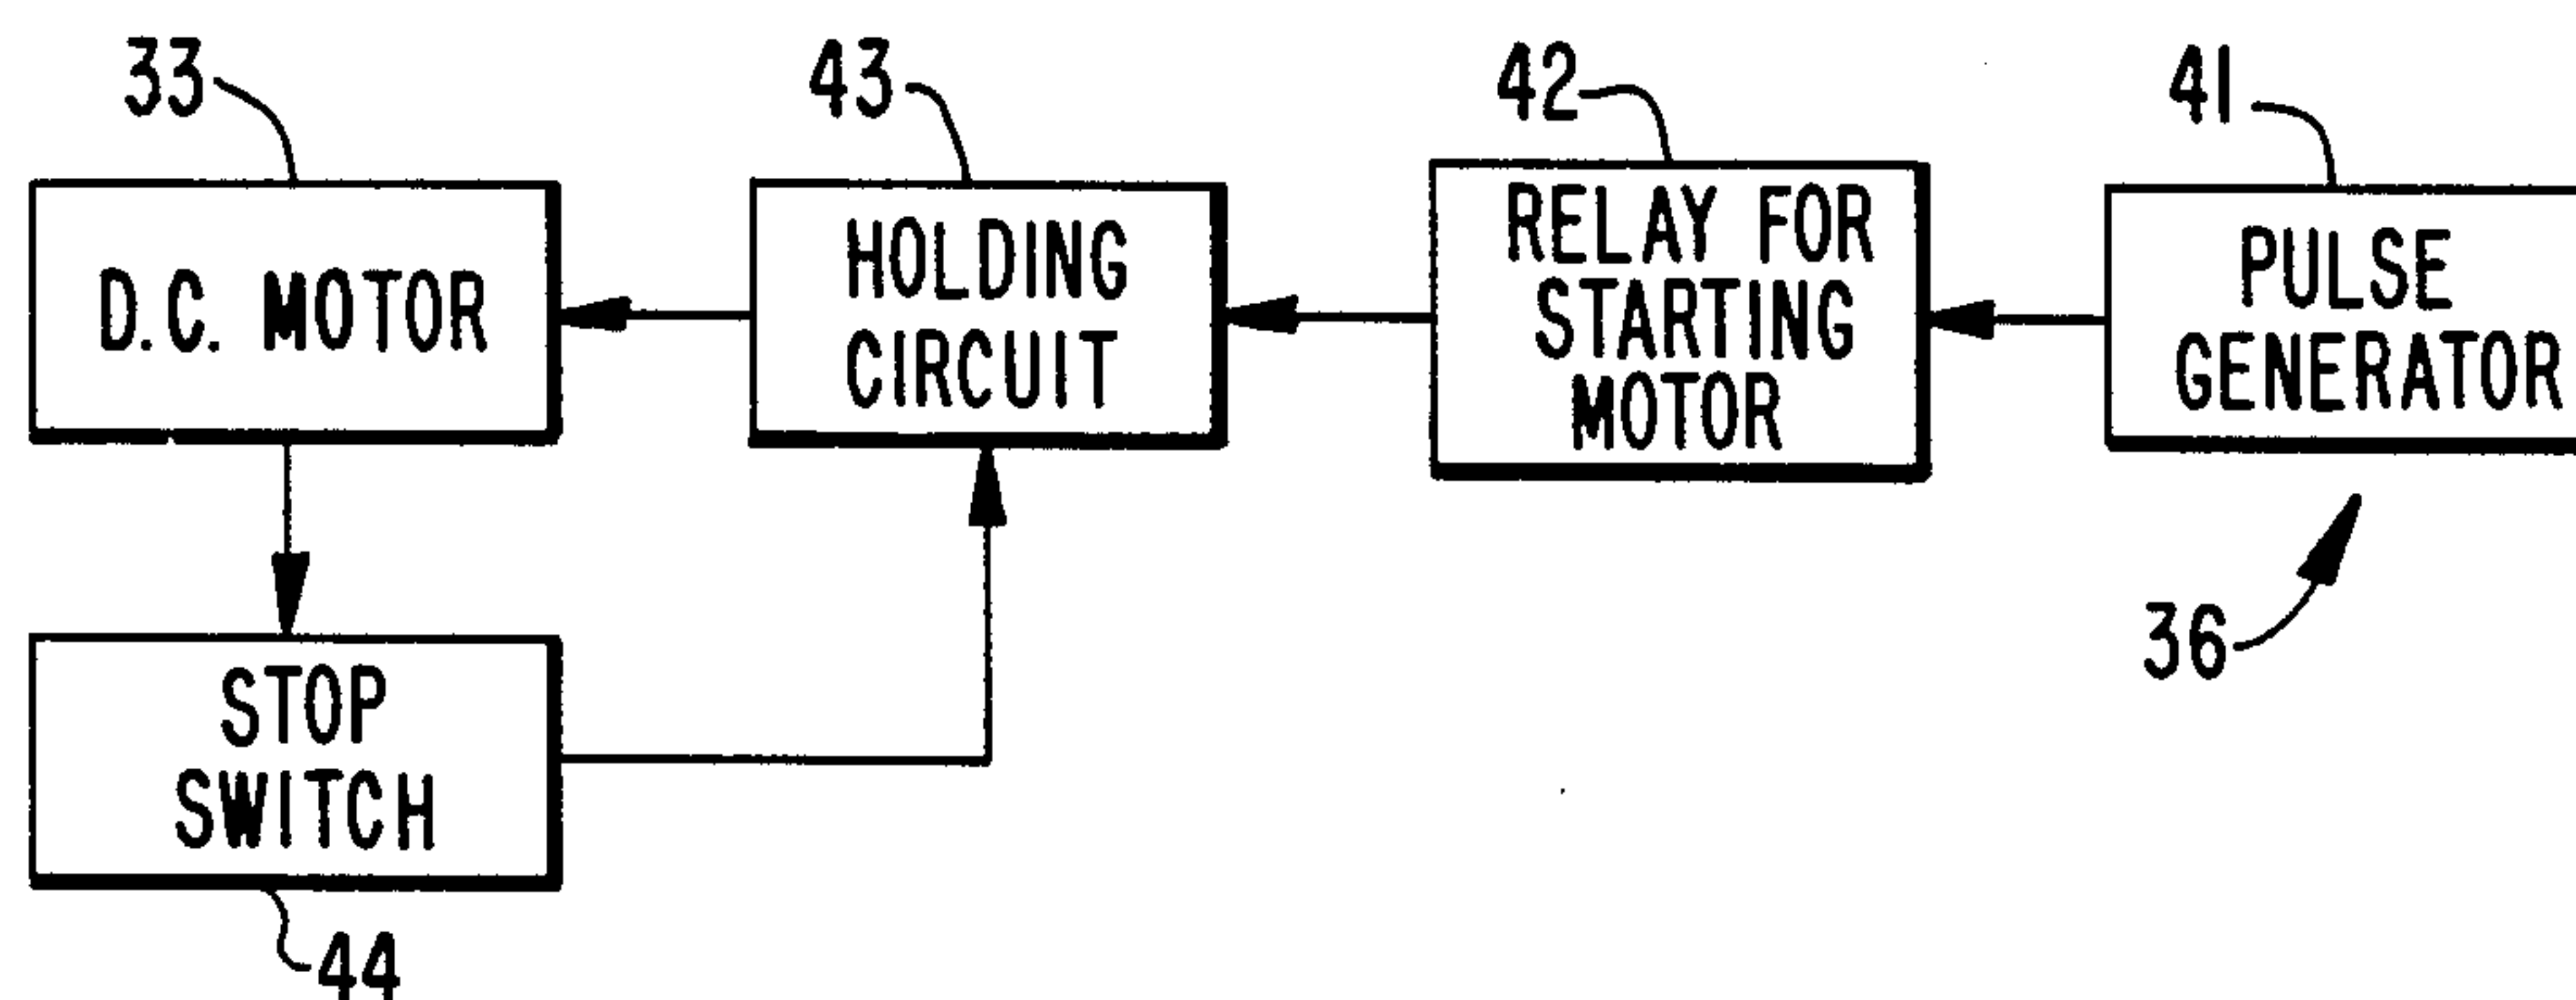 33
43
42
41
D.C. MOTOR
HOLDING
CIRCUIT
RELAY FOR
STARTING
MOTOR
PULSE
GENERATOR
36
STOP
SWITCH
44